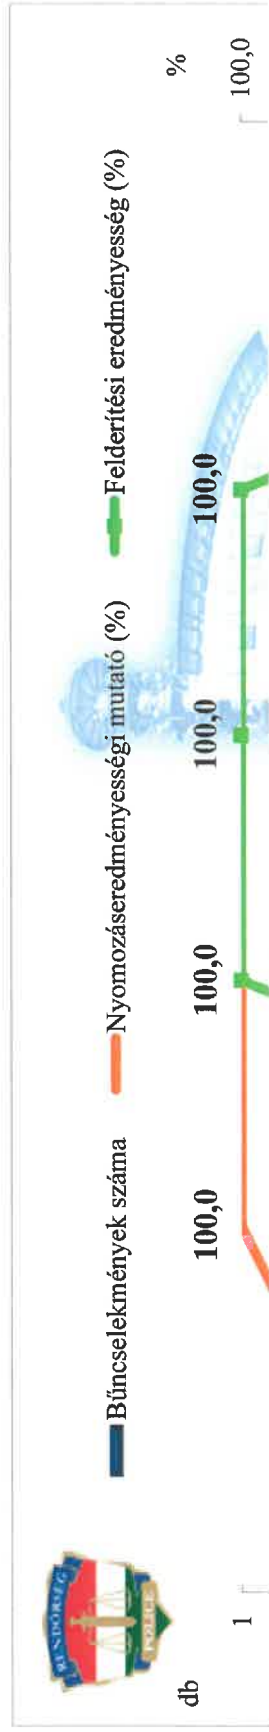 RENDŐRSÉG
POLICE
Bűncselekmények száma
Nyomozáseredményességi mutató (%)
Felderítési eredményesség (%)
db
%
100,0
100,0
100,0
100,0
1
100,0